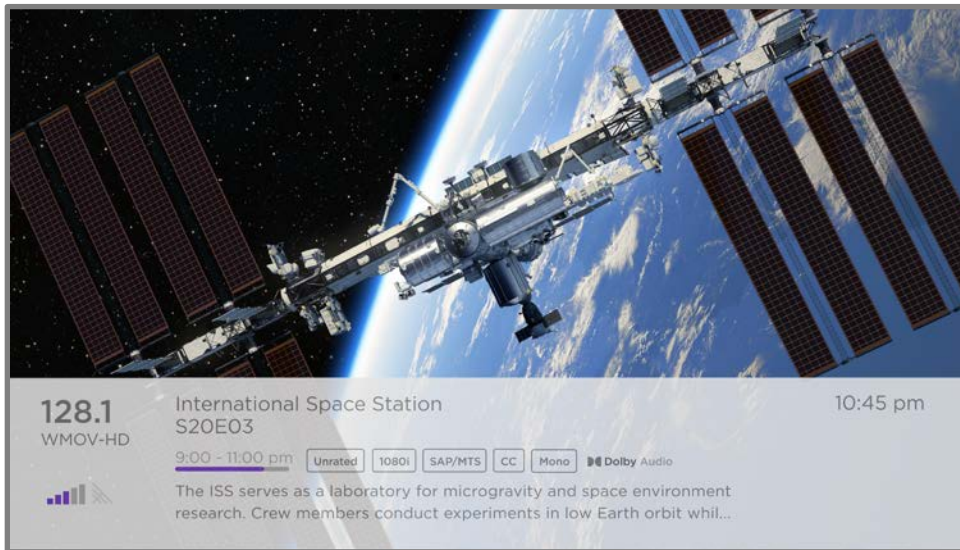 128.1
WMOV-HD
International Space Station
S20E03
10:45 pm
9:00 - 11:00 pm
Unrated
1080i
SAP/MTS
CC
Mono
Dolby Audio
The ISS serves as a laboratory for microgravity and space environment
research. Crew members conduct experiments in low Earth orbit whil...